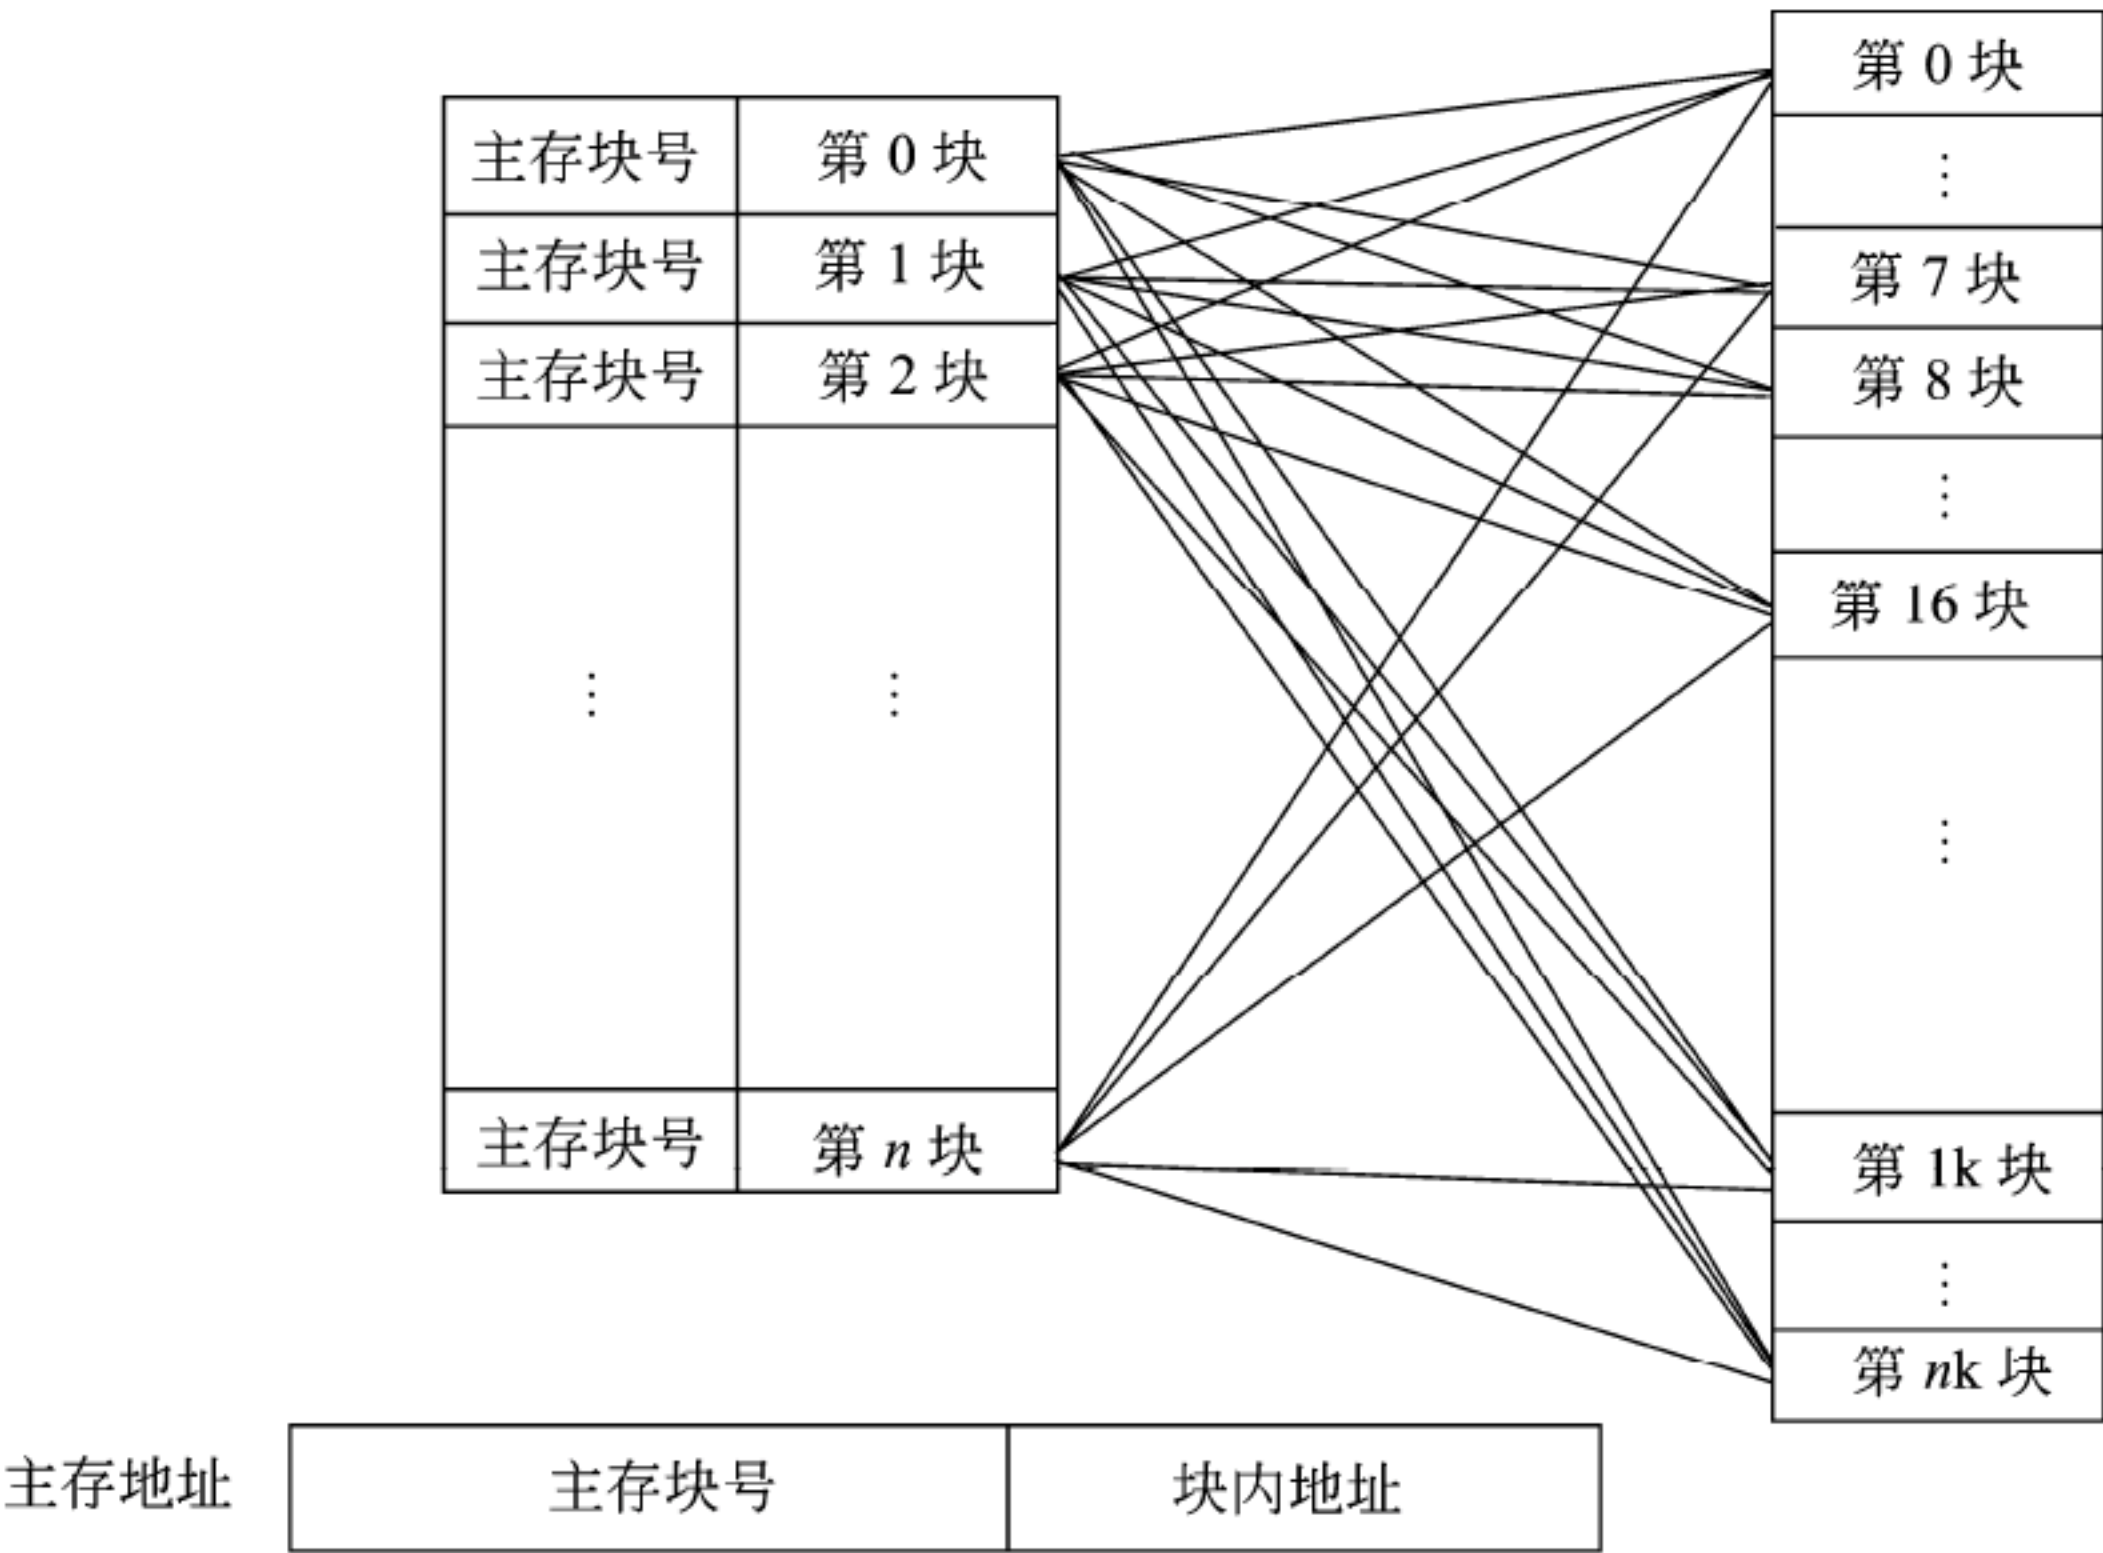 主存块号 第 0 块
主存块号 第 1 块
主存块号 第 2 块
⋮ ⋮
主存块号 第 n 块
第 0 块
⋮
第 7 块
第 8 块
⋮
第 16 块
⋮
第 1k 块
⋮
第 nk 块
主存地址 主存块号 块内地址